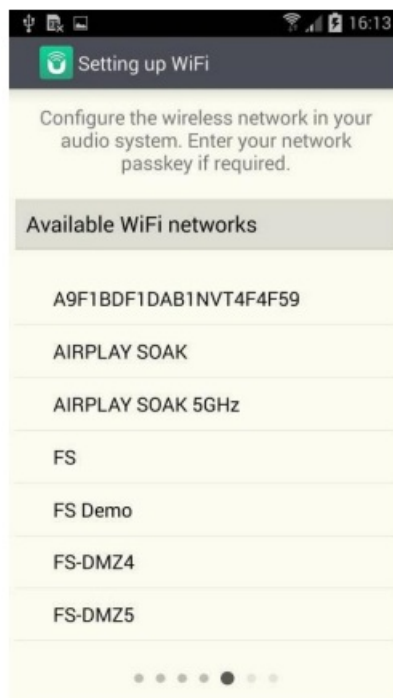 16:13
Setting up WiFi
Configure the wireless network in your
audio system. Enter your network
passkey if required.
Available WiFi networks
A9F1BDF1DAB1NVT4F4F59
AIRPLAY SOAK
AIRPLAY SOAK 5GHz
FS
FS Demo
FS-DMZ4
FS-DMZ5